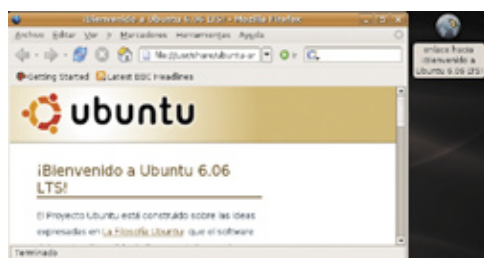 ¡Bienvenido a Ubuntu 6.06 LTS! - Mozilla Firefox
Archivo Editar Ver Ir Marcadores Herramientas Ayuda
Ir
Getting Started Latest BBC Headlines
ubuntu
¡Bienvenido a Ubuntu 6.06
LTS!
El Proyecto Ubuntu está construido sobre las ideas
expresadas en La Filosofía Ubuntu: que el software
Terminado
enlace hacia
¡Bienvenido a
Ubuntu 6.06 LTS!